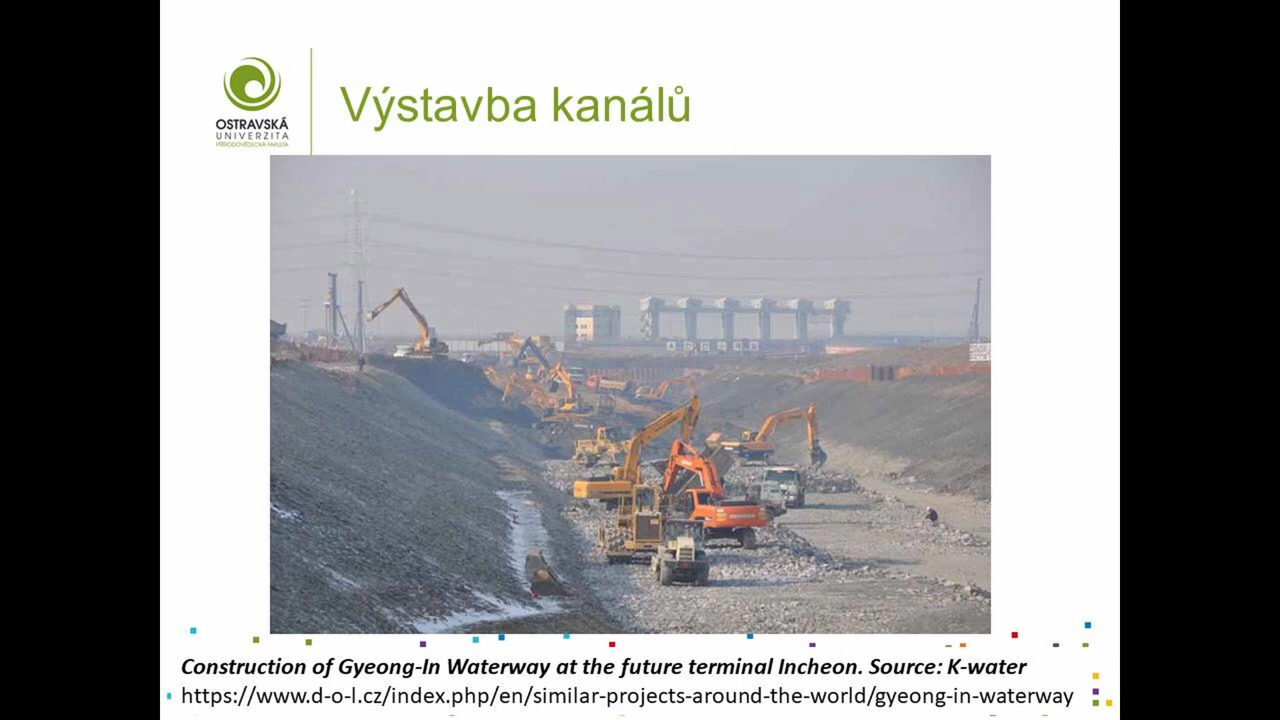 OSTRAVSKÁ
UNIVERZITA
PŘÍRODOVĚDECKÁ FAKULTA
Výstavba kanálů
Construction of Gyeong-In Waterway at the future terminal Incheon. Source: K-water
https://www.d-o-l.cz/index.php/en/similar-projects-around-the-world/gyeong-in-waterway